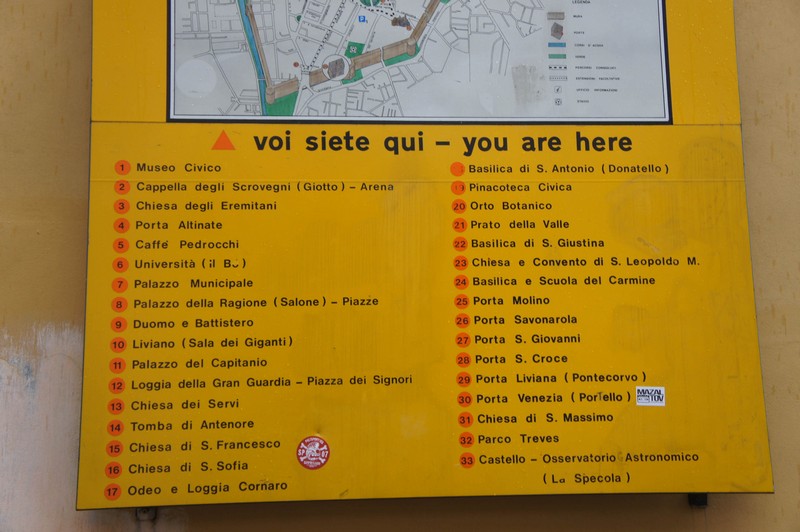 LEGENDA
52
voi siete qui – you are here
1 Museo Civico
2 Cappella degli Scrovegni (Giotto) – Arena
3 Chiesa degli Eremitani
4 Porta Altinate
5 Caffé Pedrocchi
6 Università (il Bo)
7 Palazzo Municipale
8 Palazzo della Ragione (Salone) – Piazze
9 Duomo e Battistero
10 Liviano (Sala dei Giganti)
11 Palazzo del Capitanio
12 Loggia della Gran Guardia – Piazza dei Signori
13 Chiesa dei Servi
14 Tomba di Antenore
15 Chiesa di S. Francesco
16 Chiesa di S. Sofia
17 Odeo e Loggia Cornaro
Basilica di S. Antonio (Donatello)
Pinacoteca Civica
20 Orto Botanico
21 Prato della Valle
22 Basilica di S. Giustina
23 Chiesa e Convento di S. Leopoldo M.
24 Basilica e Scuola del Carmine
25 Porta Molino
26 Porta Savonarola
27 Porta S. Giovanni
28 Porta S. Croce
29 Porta Liviana (Pontecorvo)
30 Porta Venezia (Portello)
31 Chiesa di S. Massimo
32 Parco Treves
33 Castello – Osservatorio Astronomico
(La Specola)
MAZAL
TOV
SP 87